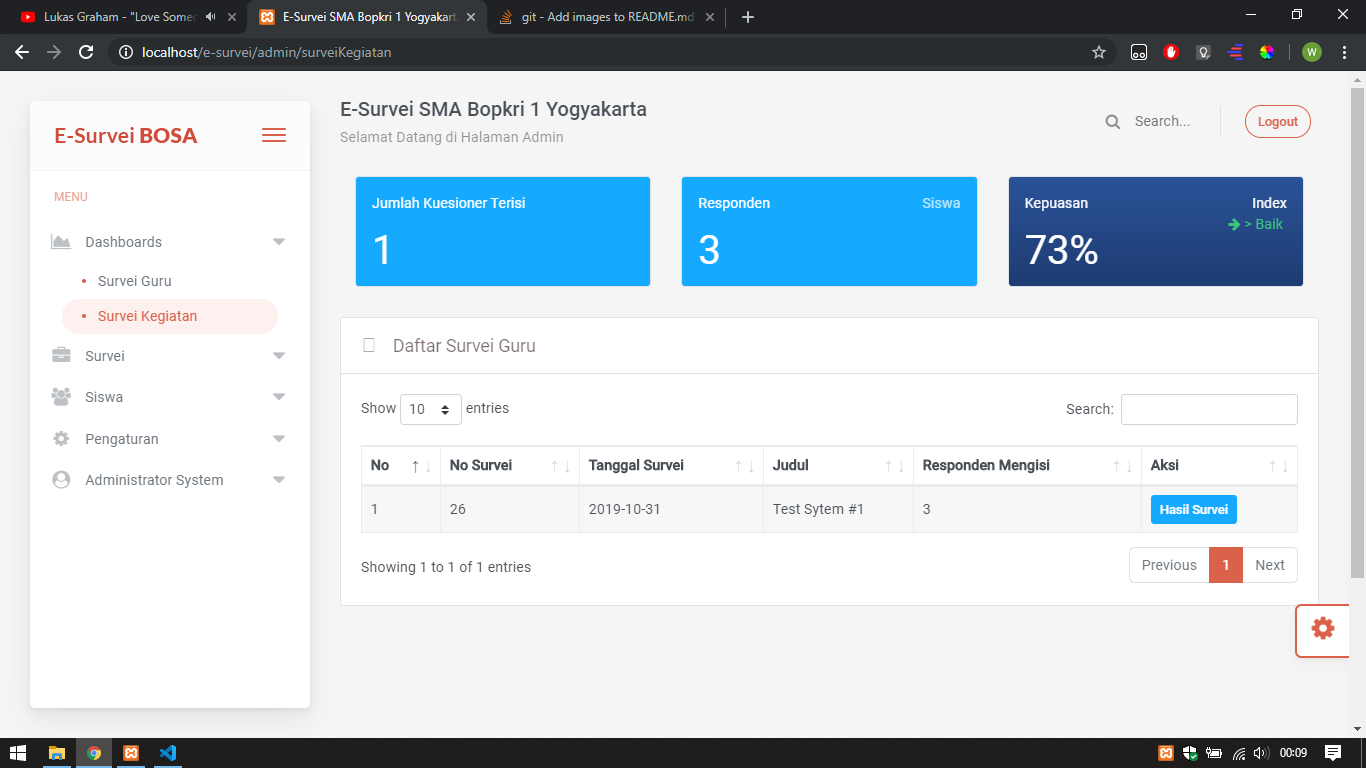 Lukas Graham - "Love Somec
E-Survei SMA Bopkri 1 Yogyakart
git - Add images to README.md
localhost/e-survei/admin/surveiKegiatan
W
E-Survei BOSA
MENU
Dashboards
Survei Guru
Survei Kegiatan
Survei
Siswa
Pengaturan
Administrator System
E-Survei SMA Bopkri 1 Yogyakarta
Selamat Datang di Halaman Admin
Search...
Logout
Jumlah Kuesioner Terisi
1
Responden
Siswa
3
Kepuasan
Index
> Baik
73%
Daftar Survei Guru
Show 10 entries
Search:
No No Survei Tanggal Survei Judul Responden Mengisi Aksi
1 26 2019-10-31 Test Sytem #1 3 Hasil Survei
Showing 1 to 1 of 1 entries
Previous 1 Next
00:09